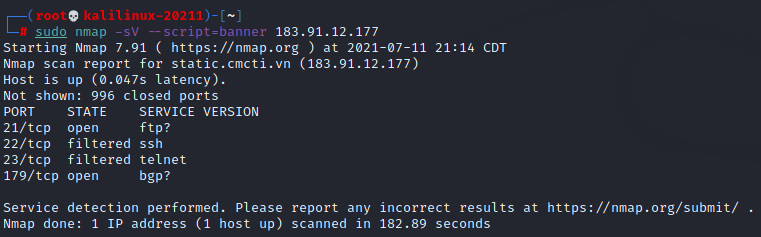 ┌──(root💀kalilinux-20211)-[~]
└─# sudo nmap -sV --script=banner 183.91.12.177
Starting Nmap 7.91 ( https://nmap.org ) at 2021-07-11 21:14 CDT
Nmap scan report for static.cmcti.vn (183.91.12.177)
Host is up (0.047s latency).
Not shown: 996 closed ports
PORT    STATE    SERVICE VERSION
21/tcp  open     ftp?
22/tcp  filtered ssh
23/tcp  filtered telnet
179/tcp open     bgp?

Service detection performed. Please report any incorrect results at https://nmap.org/submit/ .
Nmap done: 1 IP address (1 host up) scanned in 182.89 seconds